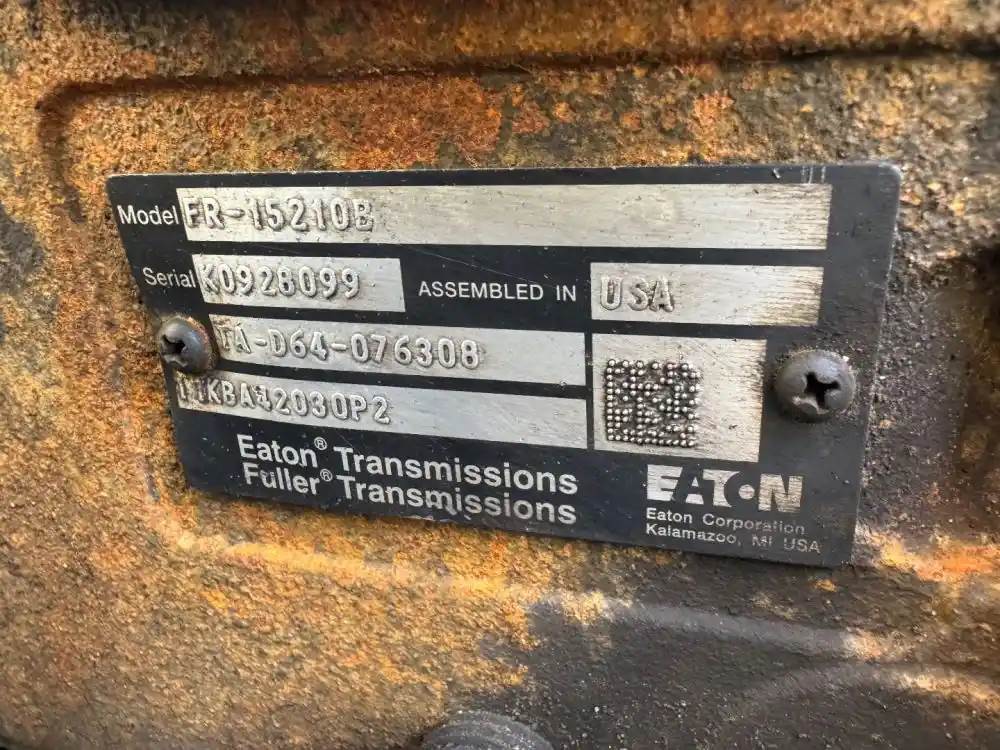 Model FR-15210B
Serial K0928099 ASSEMBLED IN USA
TA-D64-076308
Eaton® Transmissions
Fuller® Transmissions
EATON
Eaton Corporation
Kalamazoo, MI USA